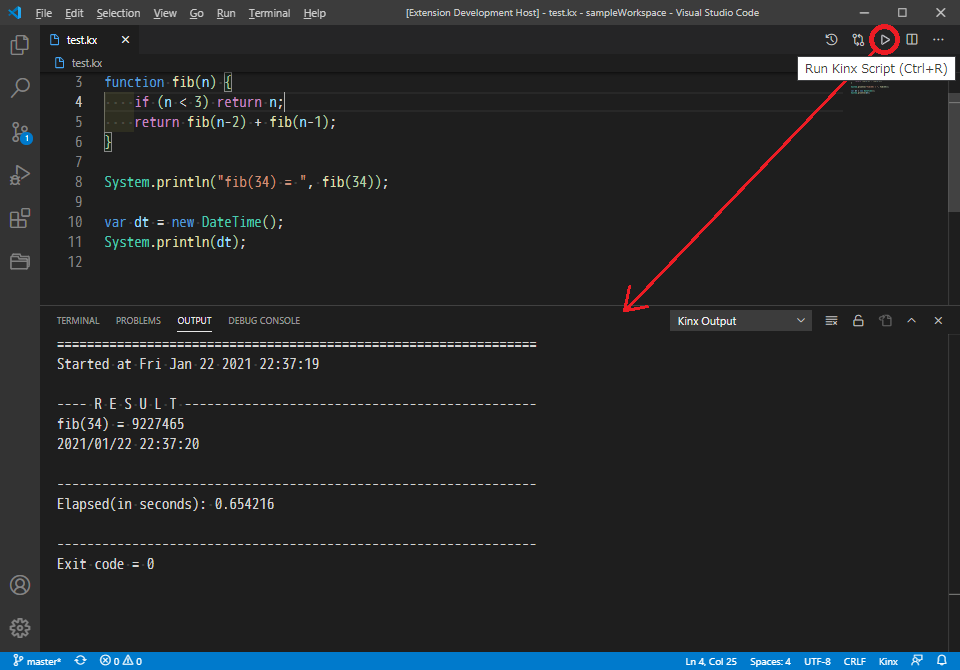 File Edit Selection View Go Run Terminal Help [Extension Development Host] - test.kx - sampleWorkspace - Visual Studio Code
test.kx
test.kx
Run Kinx Script (Ctrl+R)
3 function fib(n) {
4 ····if (n < 3) return n;
5 ····return fib(n-2) + fib(n-1);
6 }
7
8 System.println("fib(34) = ", fib(34));
9
10 var dt = new DateTime();
11 System.println(dt);
12
1
TERMINAL PROBLEMS OUTPUT DEBUG CONSOLE Kinx Output
================================================================
Started at Fri Jan 22 2021 22:37:19
---- R E S U L T -----------------------------------------------
fib(34) = 9227465
2021/01/22 22:37:20
----------------------------------------------------------------
Elapsed(in seconds): 0.654216
----------------------------------------------------------------
Exit code = 0
master* 0 0 Ln 4, Col 25 Spaces: 4 UTF-8 CRLF Kinx